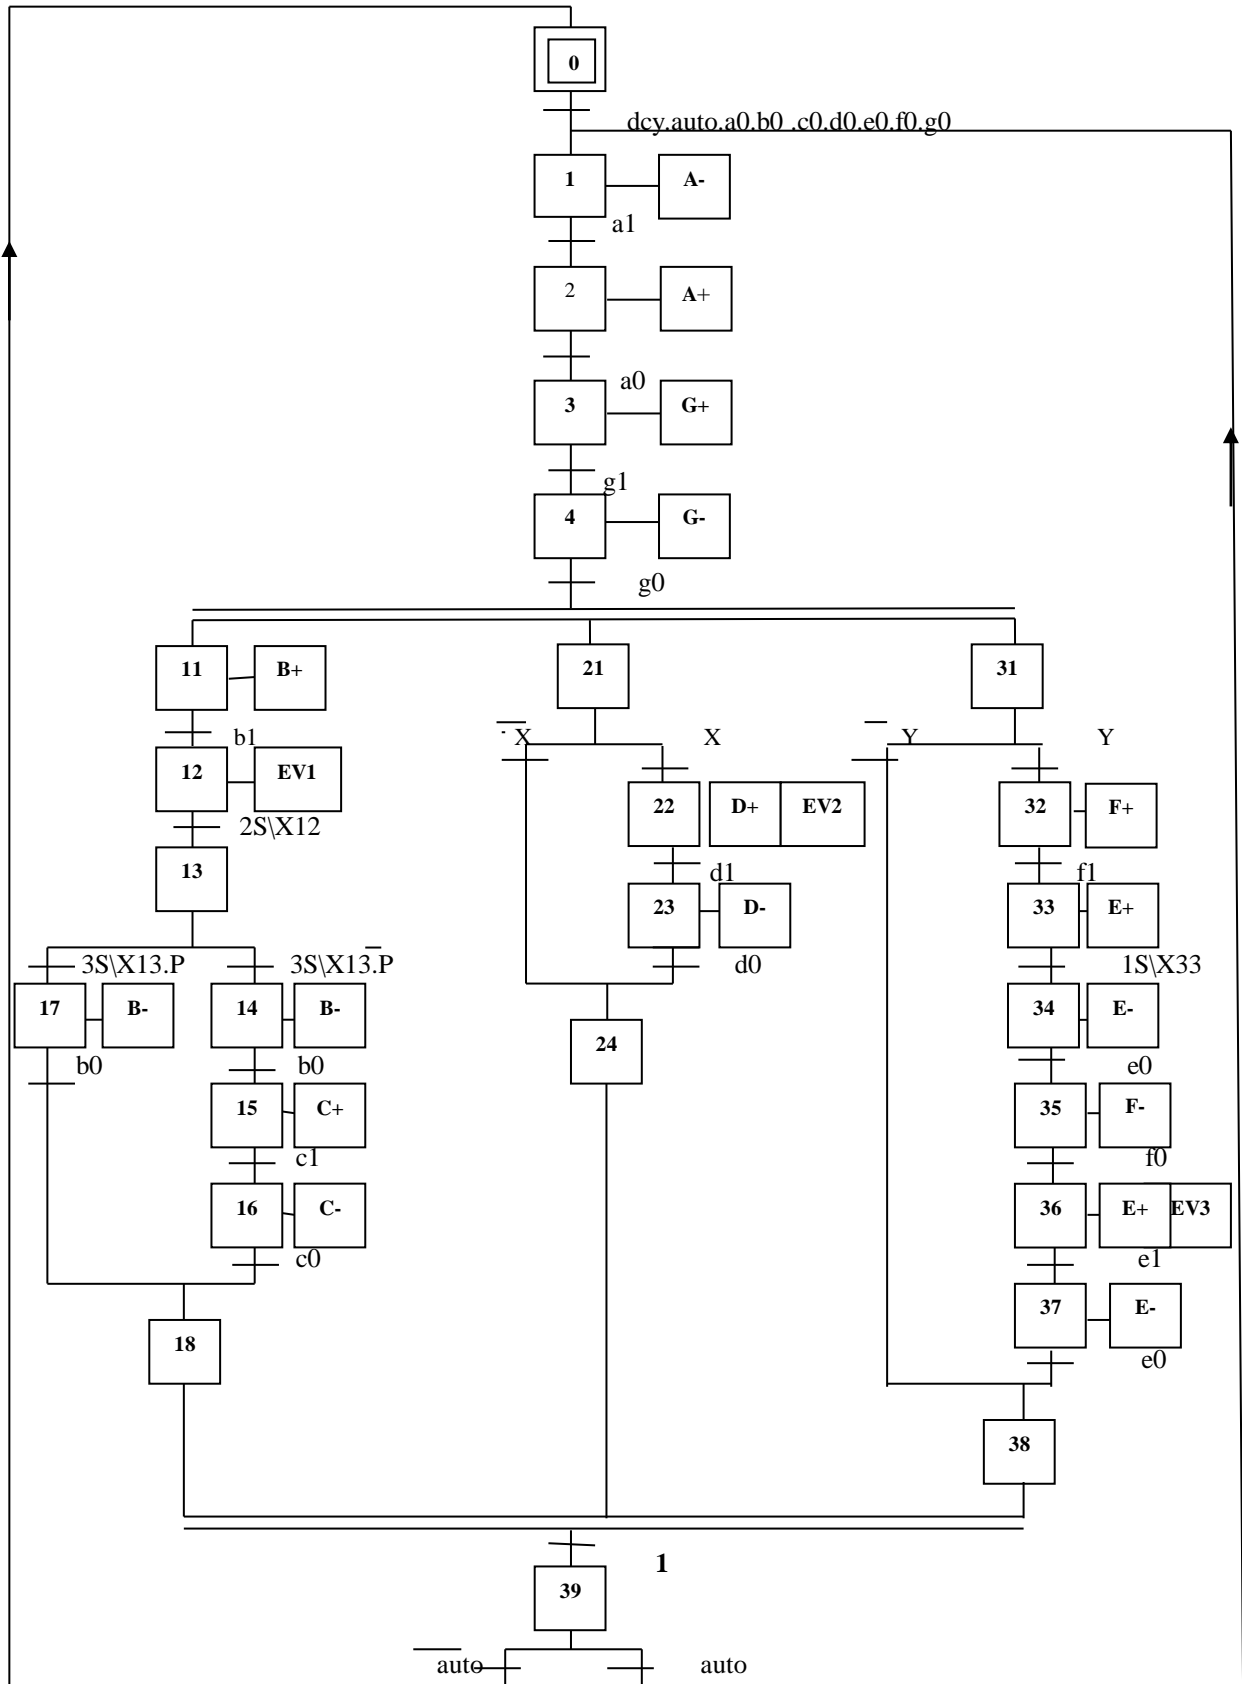 0
dcy.auto.a0.b0 .c0.d0.e0.f0.g0
1 A-
a1
2 A+
a0
3 G+
g1
4 G-
g0
11 B+ 21 31
b1 X X Y Y
12 EV1 22 D+ EV2 32 F+
2S\X12 d1 f1
13 23 D- 33 E+
3S\X13.P 3S\X13.P d0 1S\X33
17 B- 14 B- 24 34 E-
b0 b0 e0
15 C+ 35 F-
c1 f0
16 C- 36 E+ EV3
c0 e1
18 37 E-
e0
38
1
39
auto auto